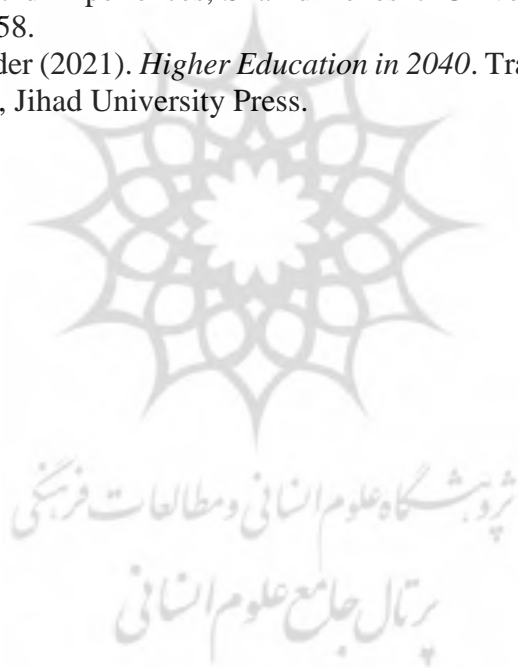 58.
der (2021). Higher Education in 2040. Tra
, Jihad University Press.
پژوهشگاه علوم انسانی و مطالعات فرهنگی
پرتال جامع علوم انسانی